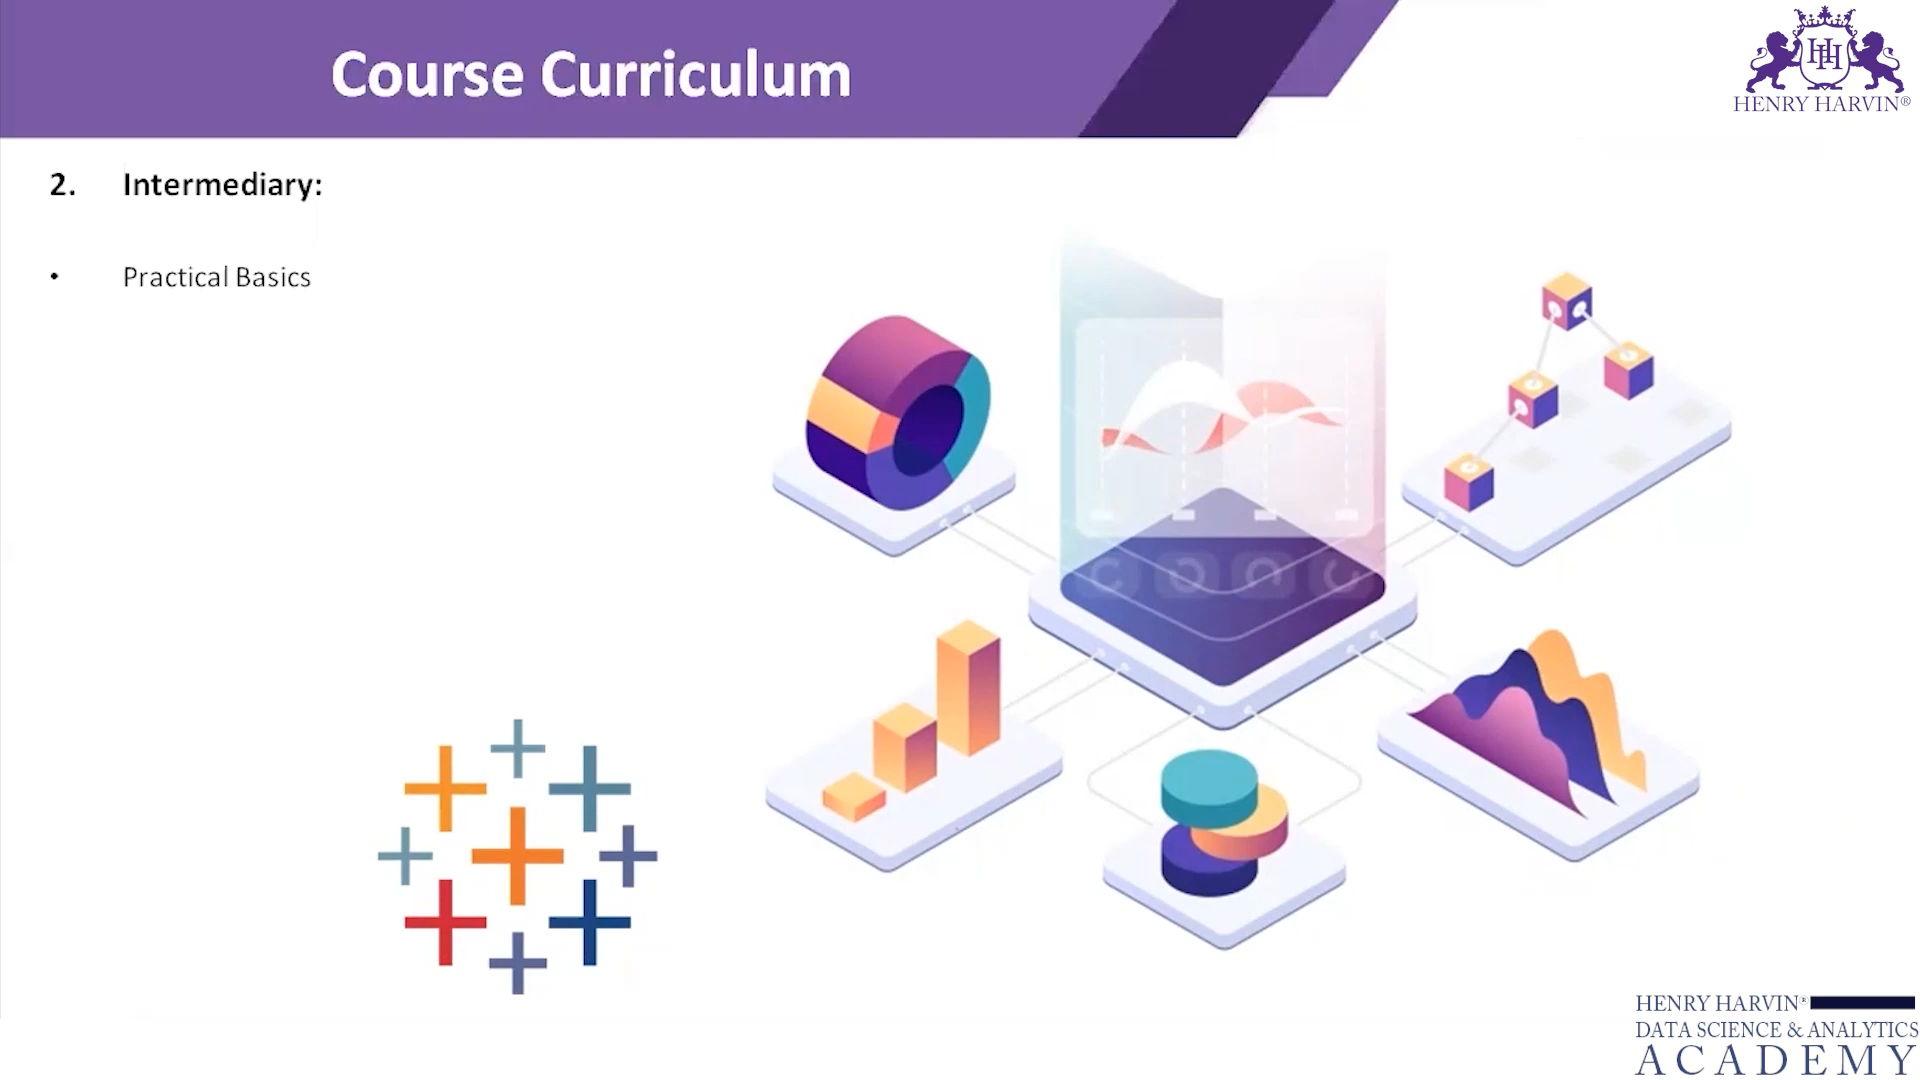 Course Curriculum
HENRY HARVIN®
2. Intermediary:
• Practical Basics
HENRY HARVIN®
DATA SCIENCE & ANALYTICS
ACADEMY